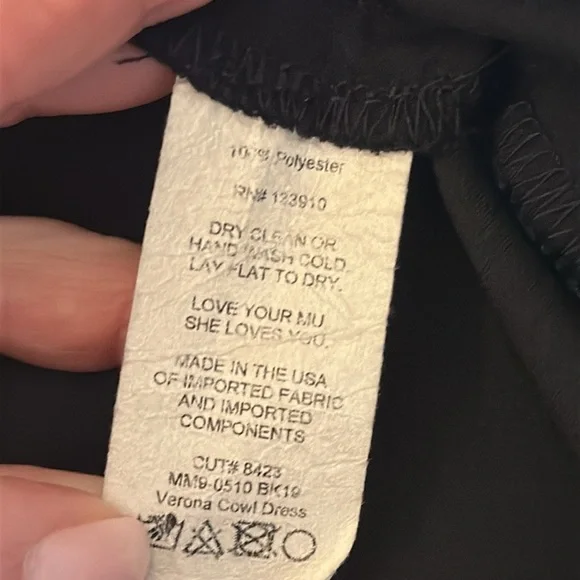 100% Polyester
RN# 123910
DRY CLEAN OR
HAND WASH COLD.
LAY FLAT TO DRY.
LOVE YOUR MU
SHE LOVES YOU.
MADE IN THE USA
OF IMPORTED FABRIC
AND IMPORTED
COMPONENTS
CUT# 8423
MM9-0510 BK19
Verona Cowl Dress